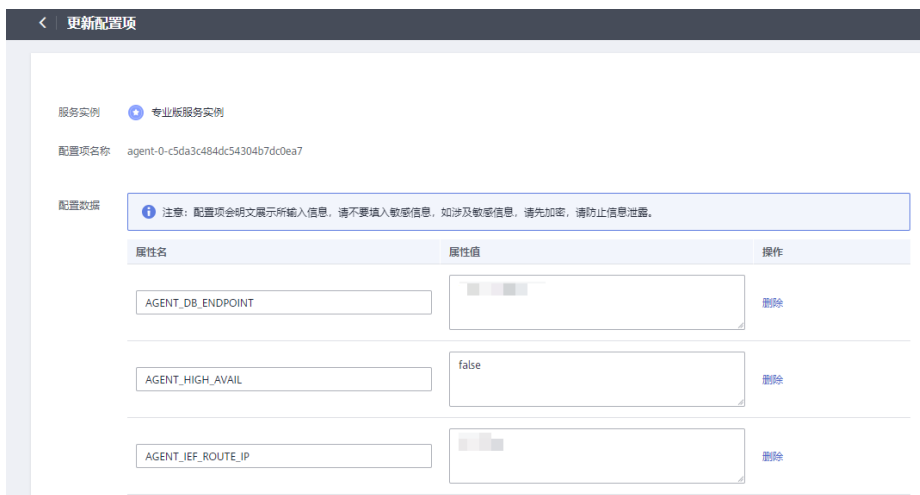 更新配置项
服务实例 专业版服务实例
配置项名称 agent-0-c5da3c484dc54304b7dc0ea7
配置数据 注意：配置项会明文展示所输入信息，请不要填入敏感信息，如涉及敏感信息，请先加密，请防止信息泄露。
属性名 属性值 操作
AGENT_DB_ENDPOINT 删除
AGENT_HIGH_AVAIL false 删除
AGENT_IEF_ROUTE_IP 删除